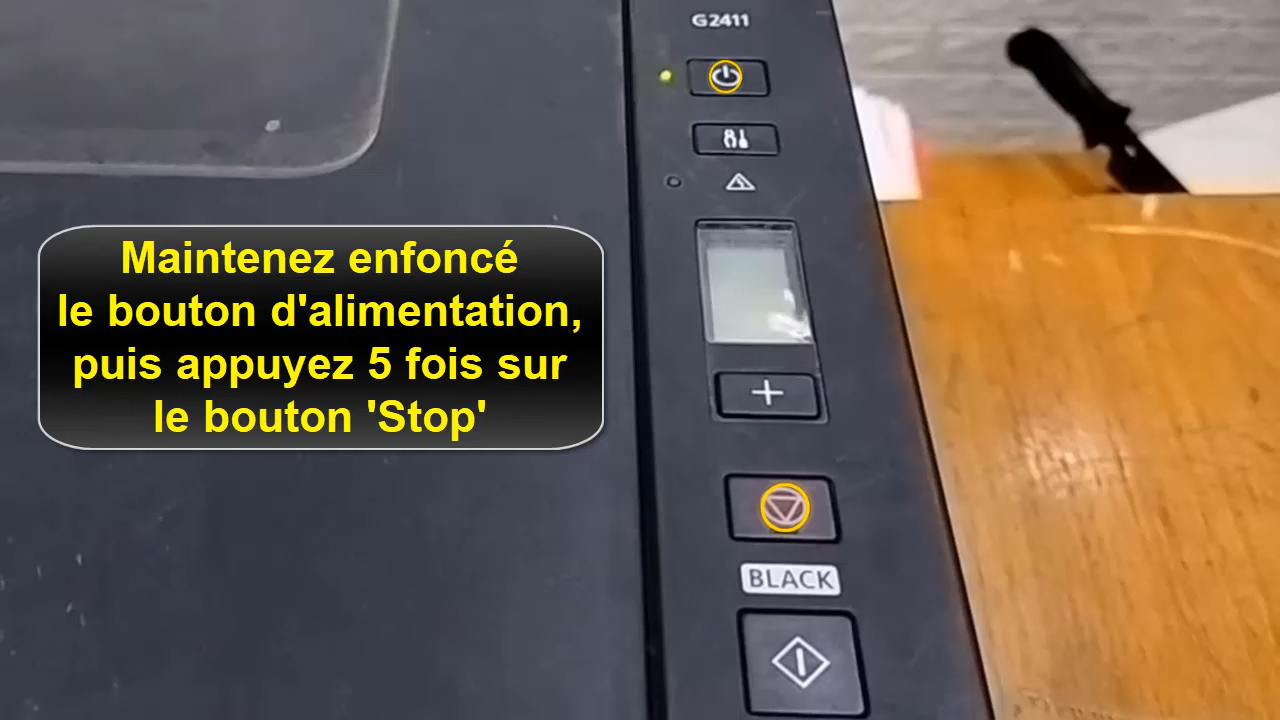 G2411
Maintenez enfoncé
le bouton d'alimentation,
puis appuyez 5 fois sur
le bouton 'Stop'
BLACK